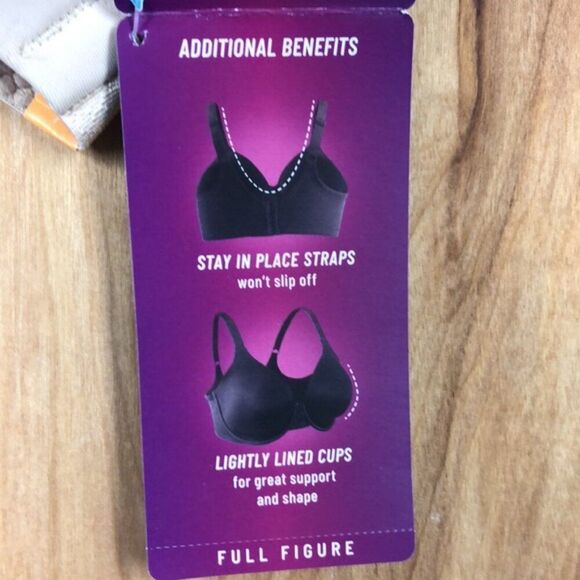 ADDITIONAL BENEFITS
STAY IN PLACE STRAPS
won't slip off
LIGHTLY LINED CUPS
for great support
and shape
FULL FIGURE